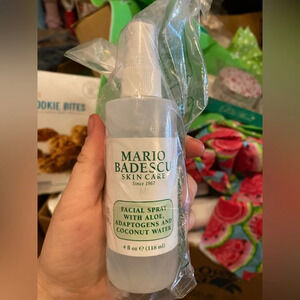 OOKIE BITES
MARIO
BADESCU
SKIN CARE
Since 1967
FACIAL SPRAY
WITH ALOE,
ADAPTOGENS AND
COCONUT WATER
4 fl oz ℮ (118 ml)